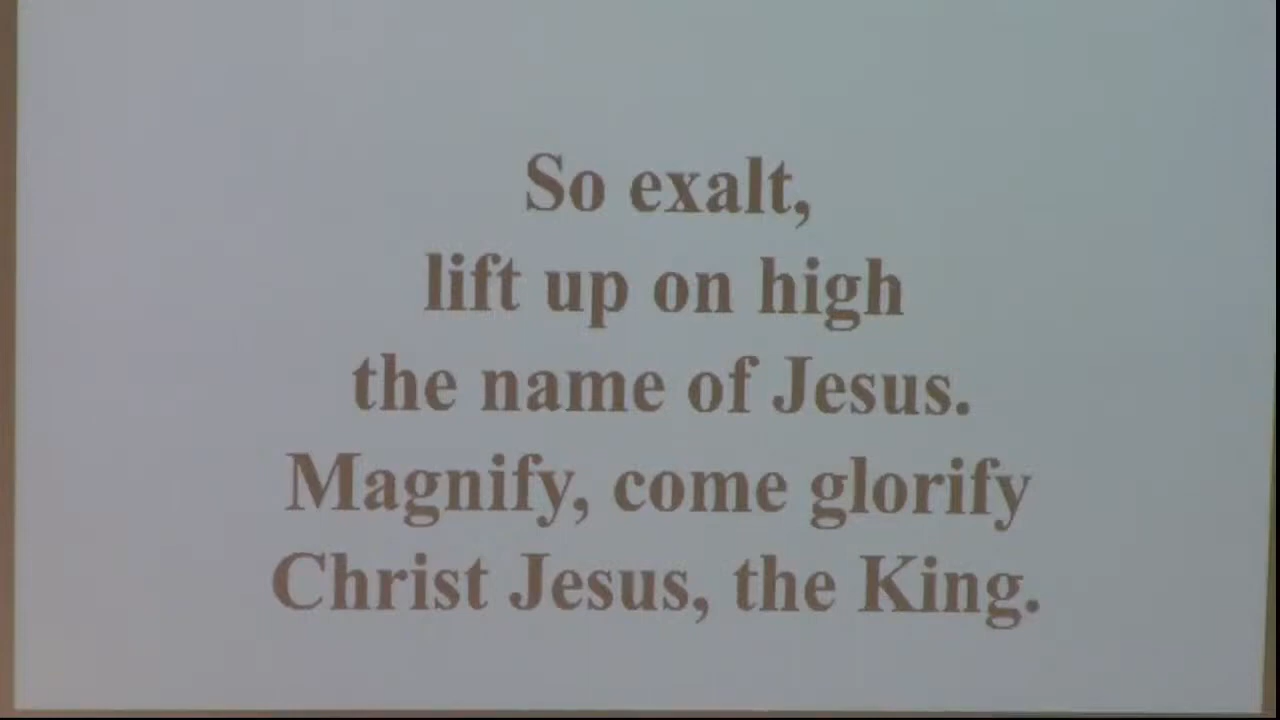 So exalt,
lift up on high
the name of Jesus.
Magnify, come glorify
Christ Jesus, the King.